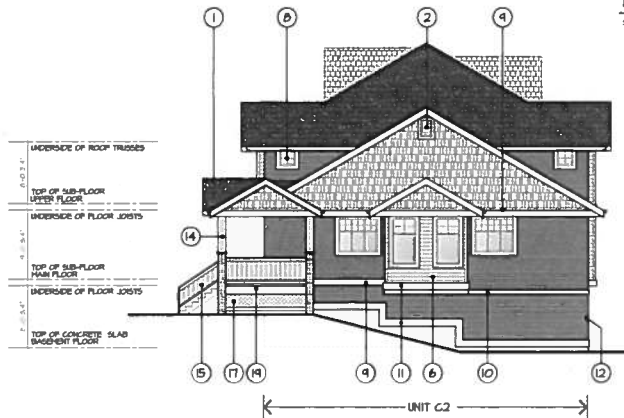 1
8
2
9
UNDERSIDE OF ROOF TRUSSES
TOP OF SUB-FLOOR
UPPER FLOOR
UNDERSIDE OF FLOOR JOISTS
14
TOP OF SUB-FLOOR
MAIN FLOOR
UNDERSIDE OF FLOOR JOISTS
TOP OF CONCRETE SLAB
BASEMENT FLOOR
15
17
19
9
11
6
10
12
UNIT C2